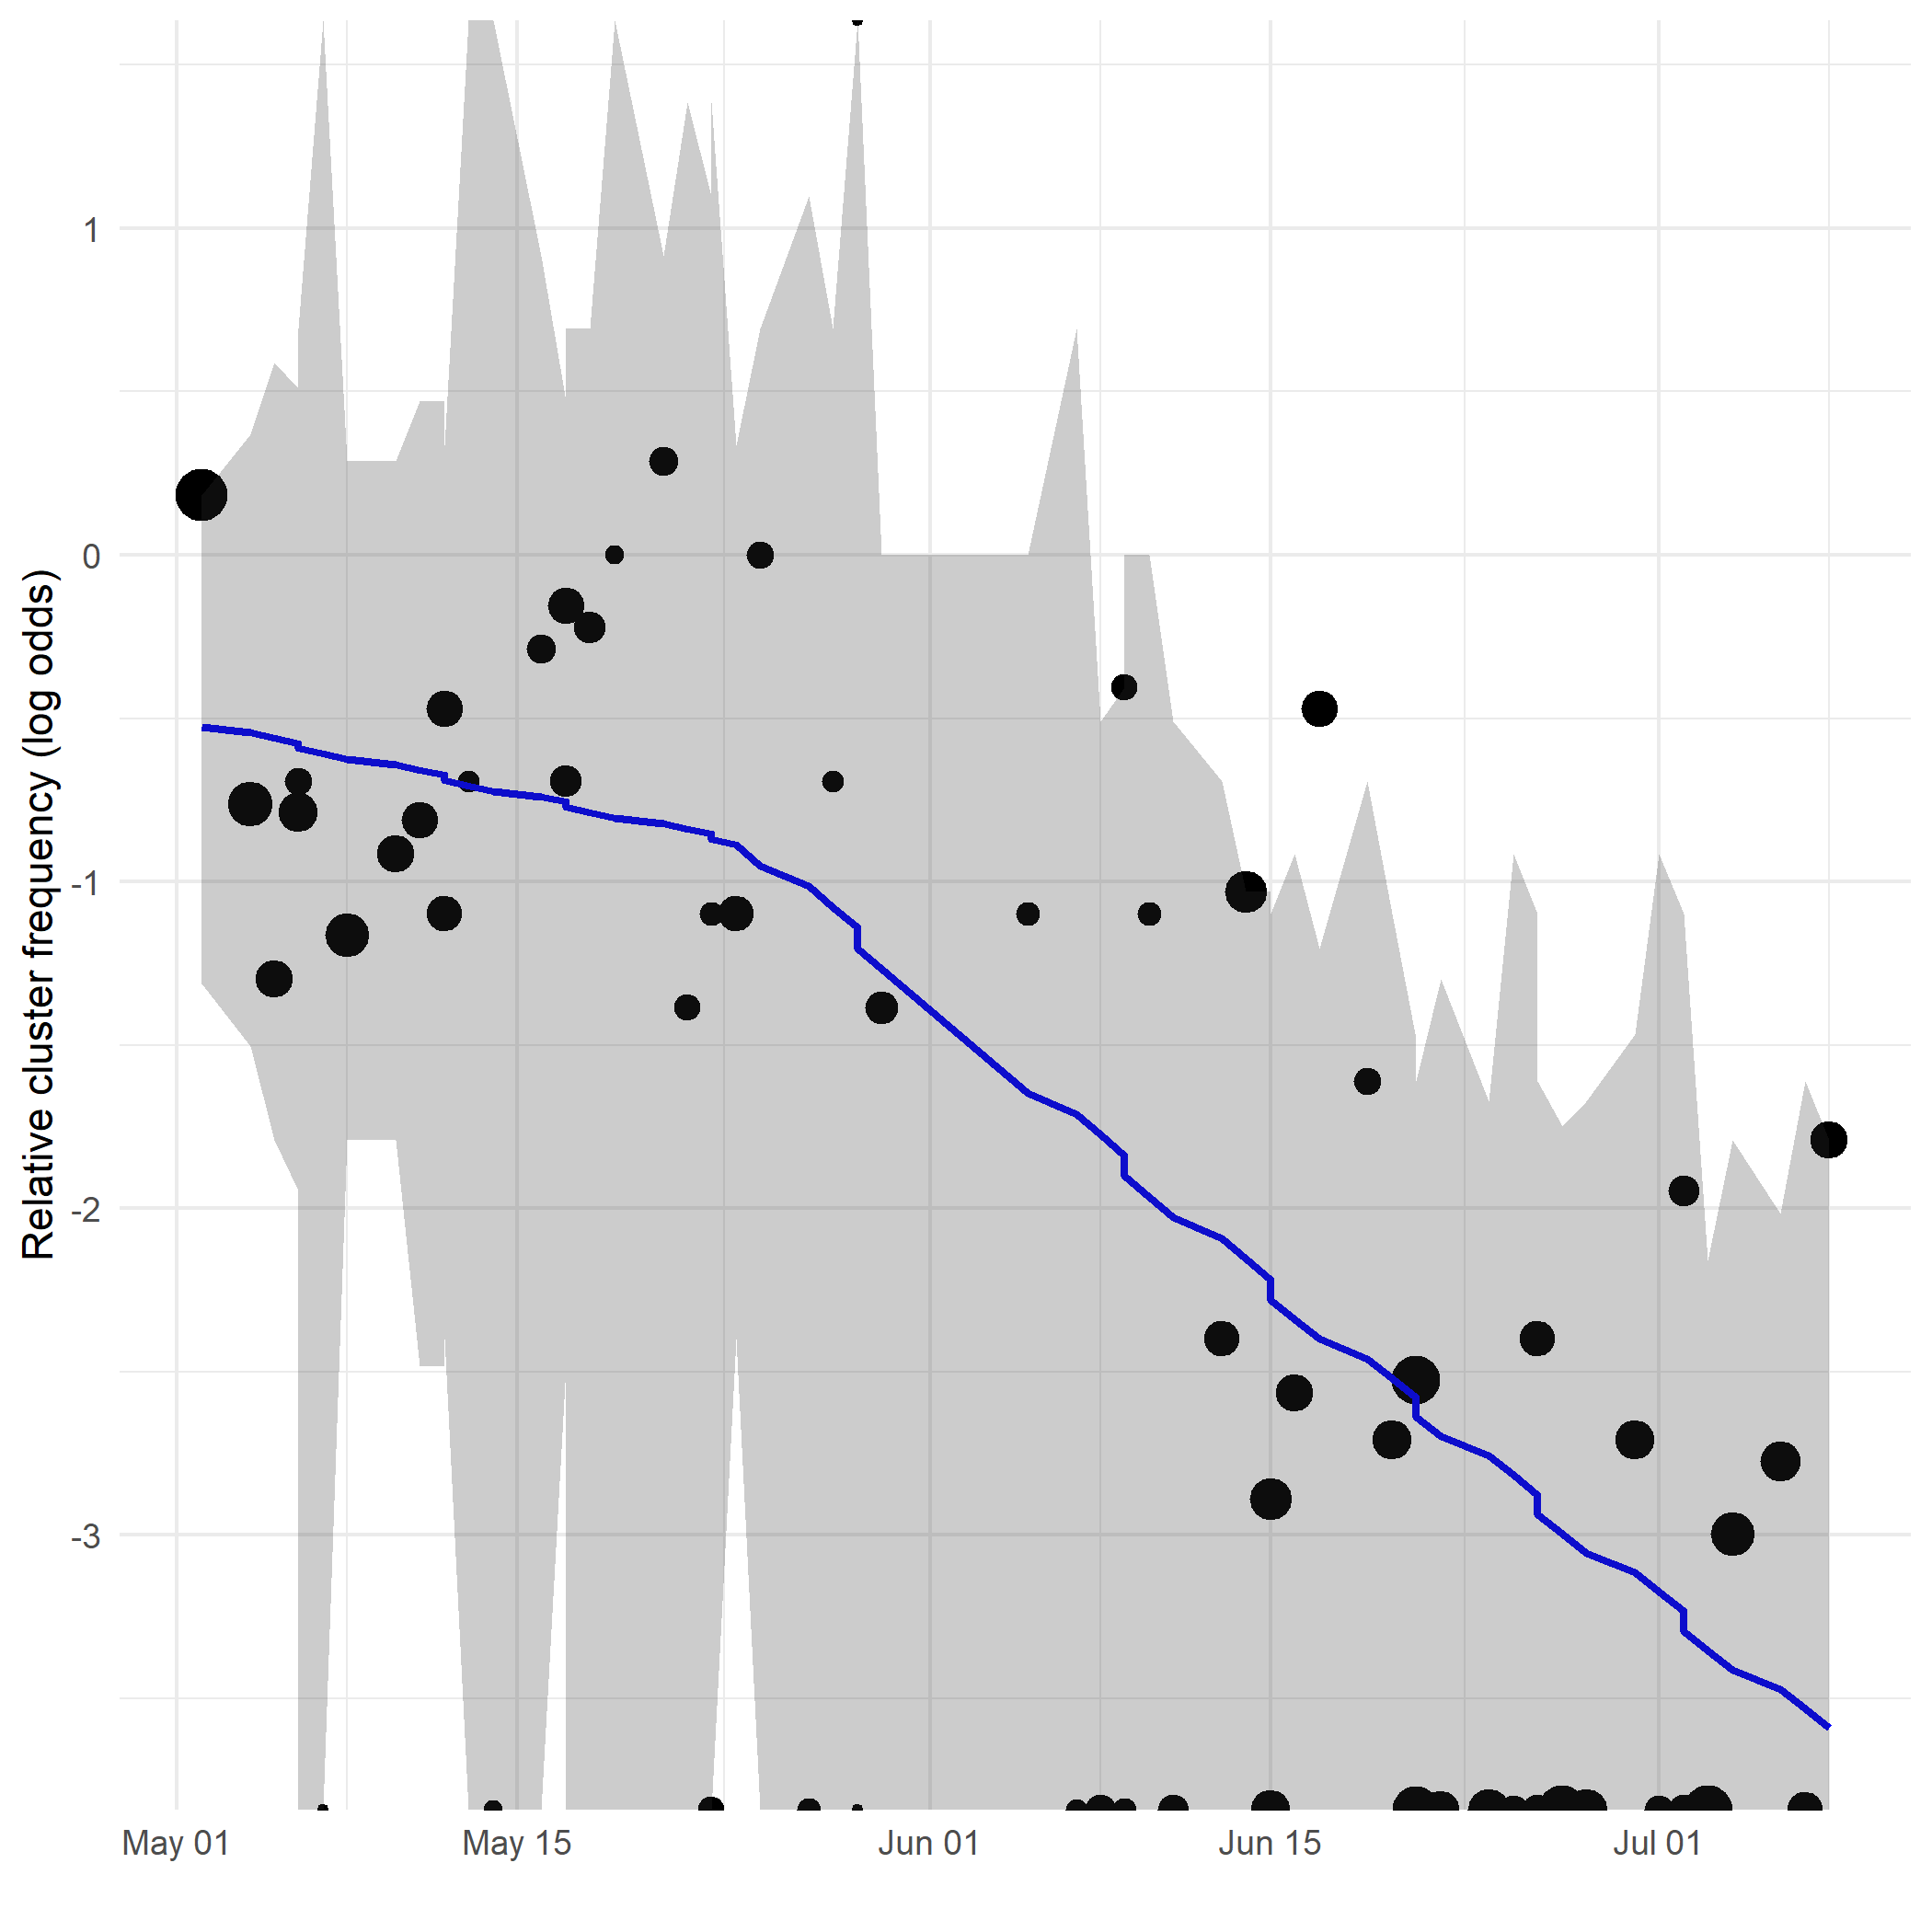 Relative cluster frequency (log odds)
1
0
-1
-2
-3
May 01
May 15
Jun 01
Jun 15
Jul 01